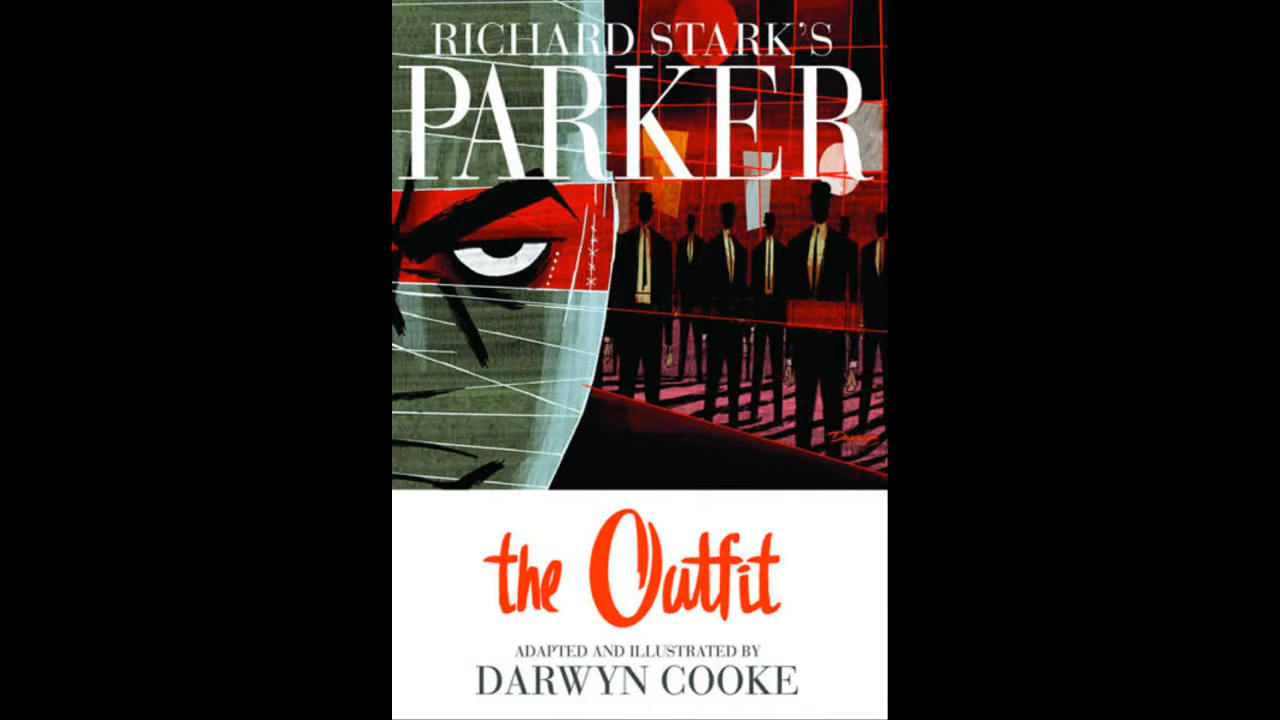 RICHARD STARK'S
PARKER
the Outfit
ADAPTED AND ILLUSTRATED BY
DARWYN COOKE